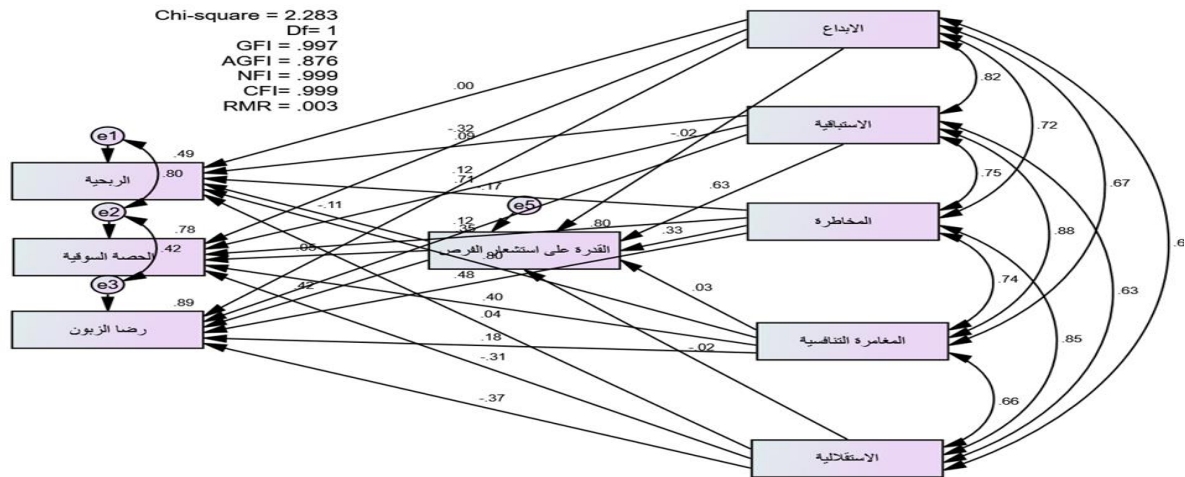 Chi-square = 2.283
Df= 1
GFI = .997
AGFI = .876
NFI = .999
CFI= .999
RMR = .003
الابداع
.82
.00
الاستباقية
-.32
.09
-.02
.72
e1
.49
.80
الربحية
.12
.71
-.17
.63
.75
.67
-.11
e5
المخاطرة
e2
.78
.42
الحصة السوقية
.12
.35
.80
.33
القدرة على استشعار الفرص
.88
.05
.80
.63
e3
.42
.48
.03
.74
.89
.40
رضا الزبون
.04
المغامرة التنافسية
.85
.18
-.02
-.31
.66
-.37
الاستقلالية